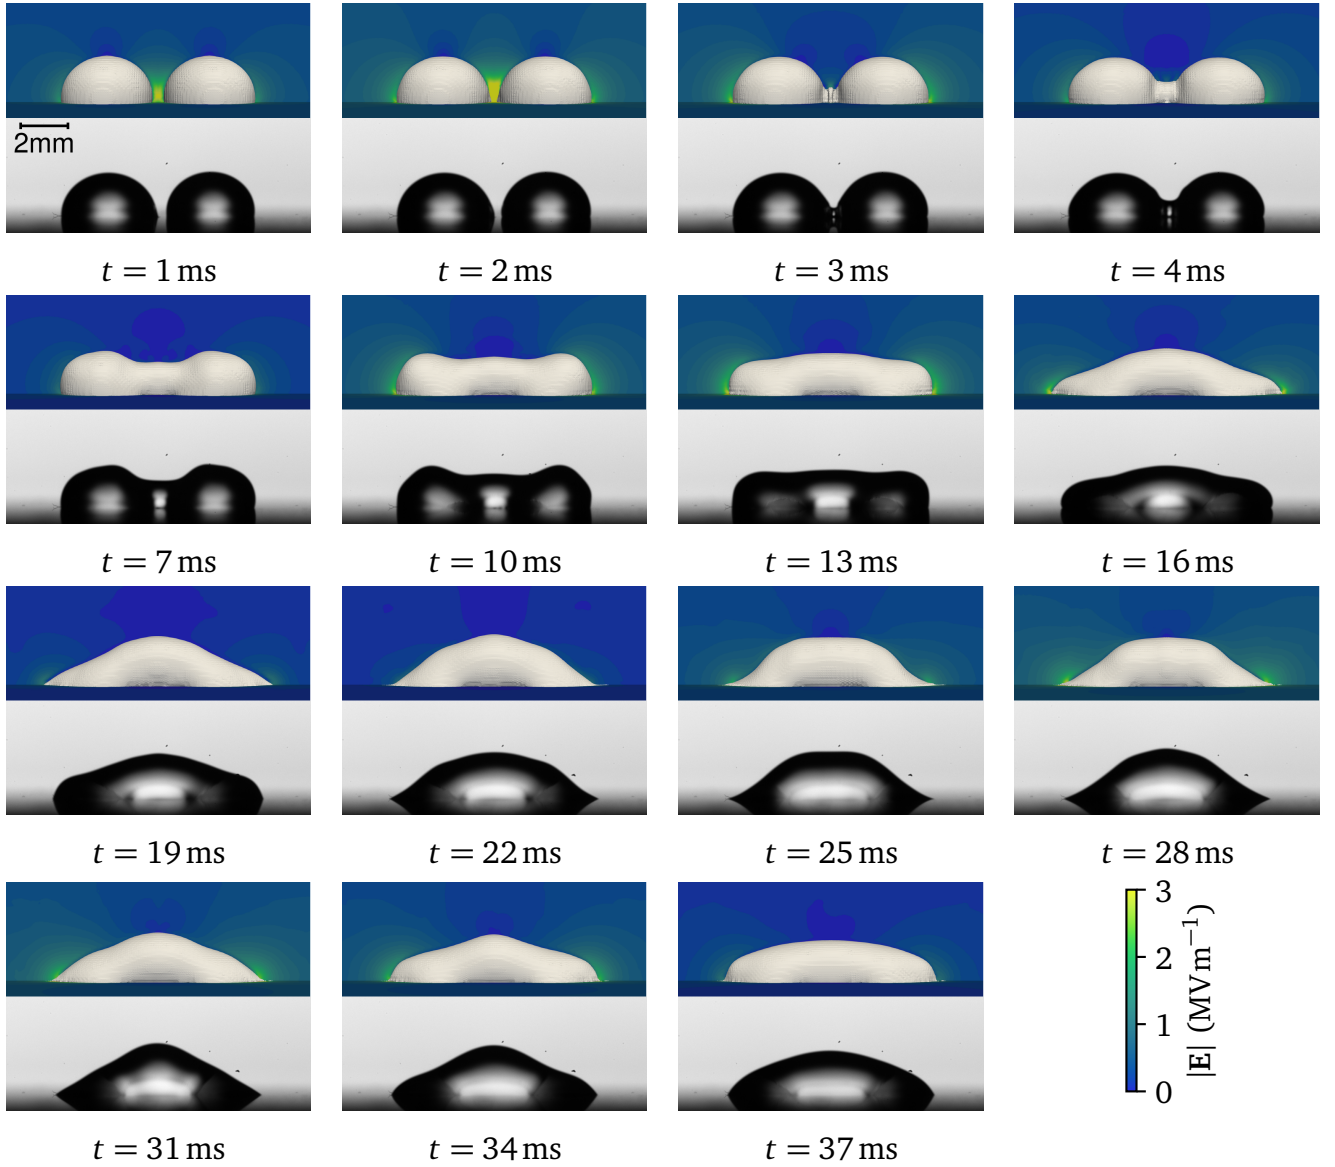 2mm
t = 1 ms
t = 2 ms
t = 3 ms
t = 4 ms
t = 7 ms
t = 10 ms
t = 13 ms
t = 16 ms
t = 19 ms
t = 22 ms
t = 25 ms
t = 28 ms
3
2
1
0
|E| (MVm⁻¹)
t = 31 ms
t = 34 ms
t = 37 ms